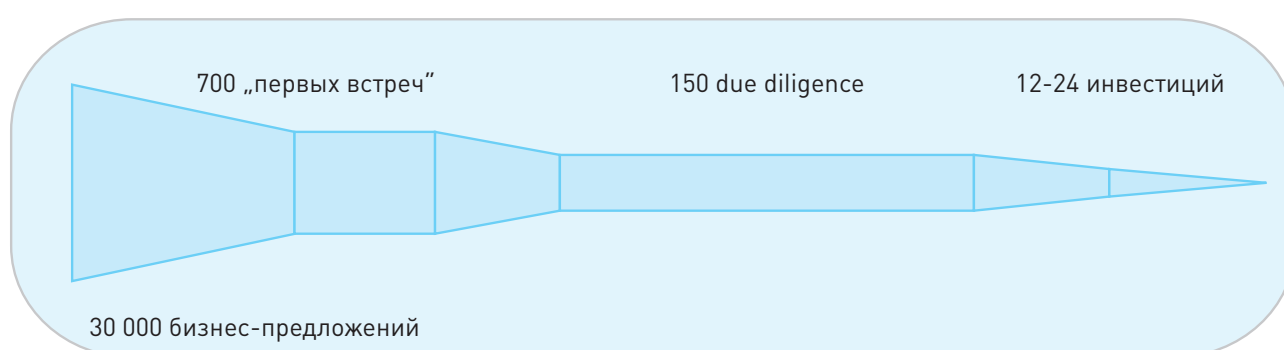 700 „первых встреч”
150 due diligence
12-24 инвестиций
30 000 бизнес-предложений